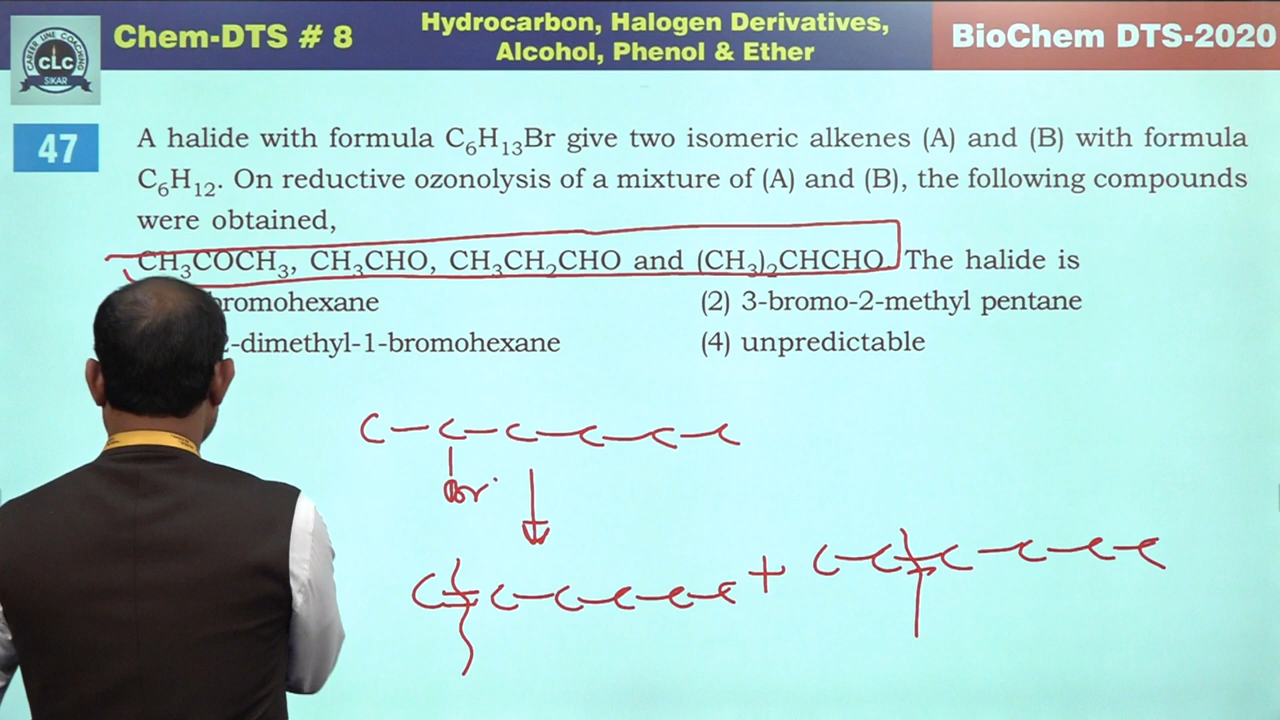 CAREER LINE COACHING
CLC
SIKAR
Chem-DTS # 8
Hydrocarbon, Halogen Derivatives,
Alcohol, Phenol & Ether
BioChem DTS-2020
47
A halide with formula C₆H₁₃Br give two isomeric alkenes (A) and (B) with formula
C₆H₁₂. On reductive ozonolysis of a mixture of (A) and (B), the following compounds
were obtained,
CH₃COCH₃, CH₃CHO, CH₃CH₂CHO and (CH₃)₂CHCHO. The halide is
bromohexane
(2) 3-bromo-2-methyl pentane
2-dimethyl-1-bromohexane
(4) unpredictable
C-C-C-C-C-C
Br
C=C-C-C-C-C + C-C=C-C-C-C